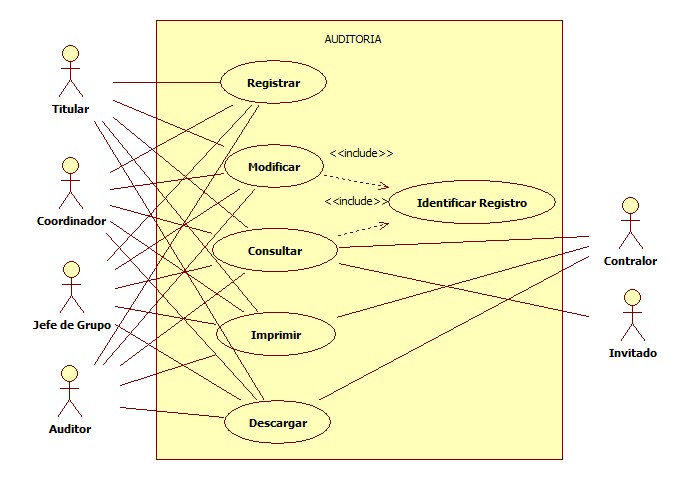 AUDITORIA
Titular
Coordinador
Jefe de Grupo
Auditor
Registrar
Modificar
<<include>>
<<include>>
Identificar Registro
Consultar
Imprimir
Descargar
Contralor
Invitado